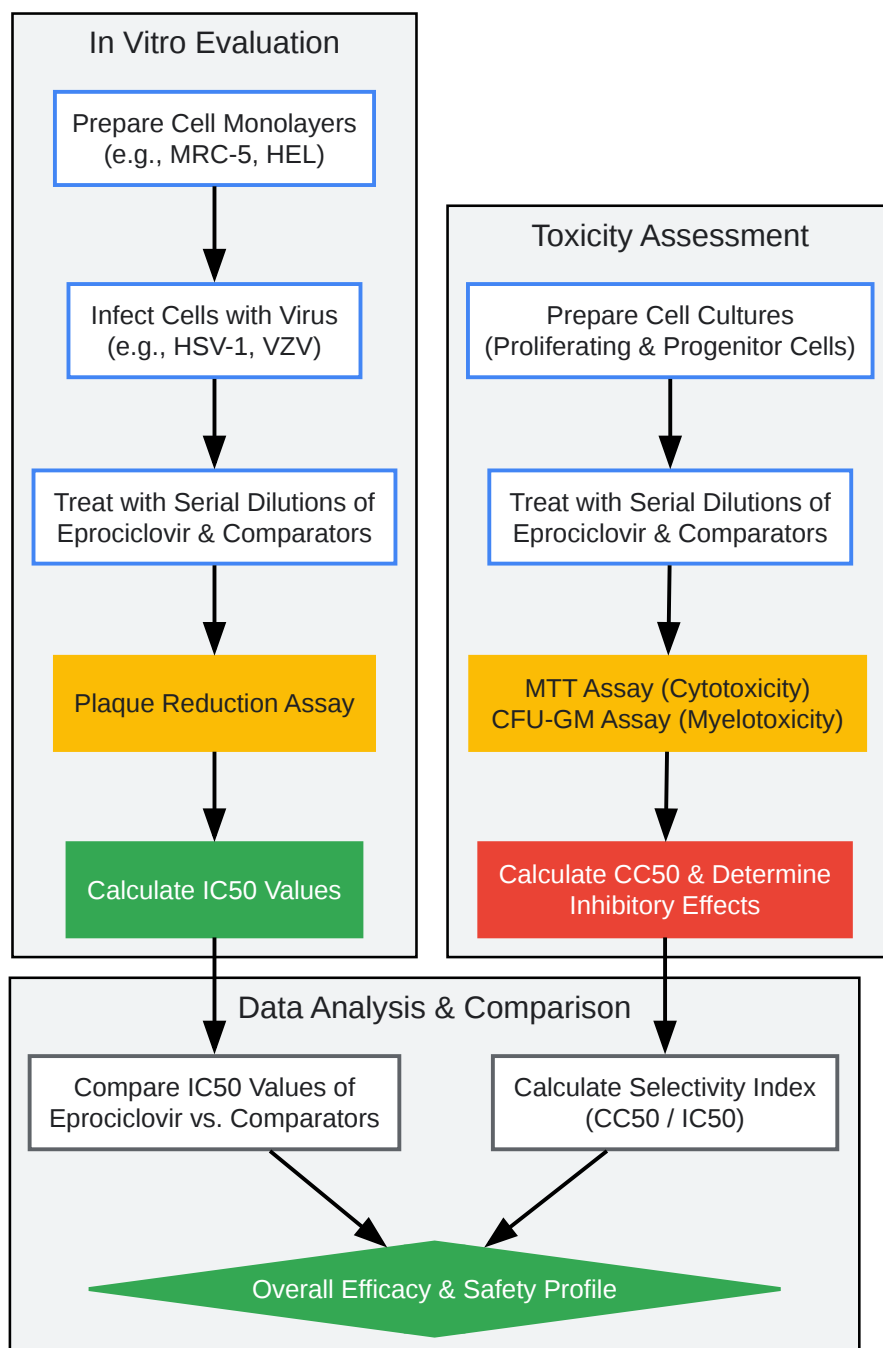 In Vitro Evaluation
Prepare Cell Monolayers
(e.g., MRC-5, HEL)
Infect Cells with Virus
(e.g., HSV-1, VZV)
Treat with Serial Dilutions of
Eprociclovir & Comparators
Plaque Reduction Assay
Calculate IC50 Values
Toxicity Assessment
Prepare Cell Cultures
(Proliferating & Progenitor Cells)
Treat with Serial Dilutions of
Eprociclovir & Comparators
MTT Assay (Cytotoxicity)
CFU-GM Assay (Myelotoxicity)
Calculate CC50 & Determine
Inhibitory Effects
Data Analysis & Comparison
Compare IC50 Values of
Eprociclovir vs. Comparators
Calculate Selectivity Index
(CC50 / IC50)
Overall Efficacy & Safety Profile